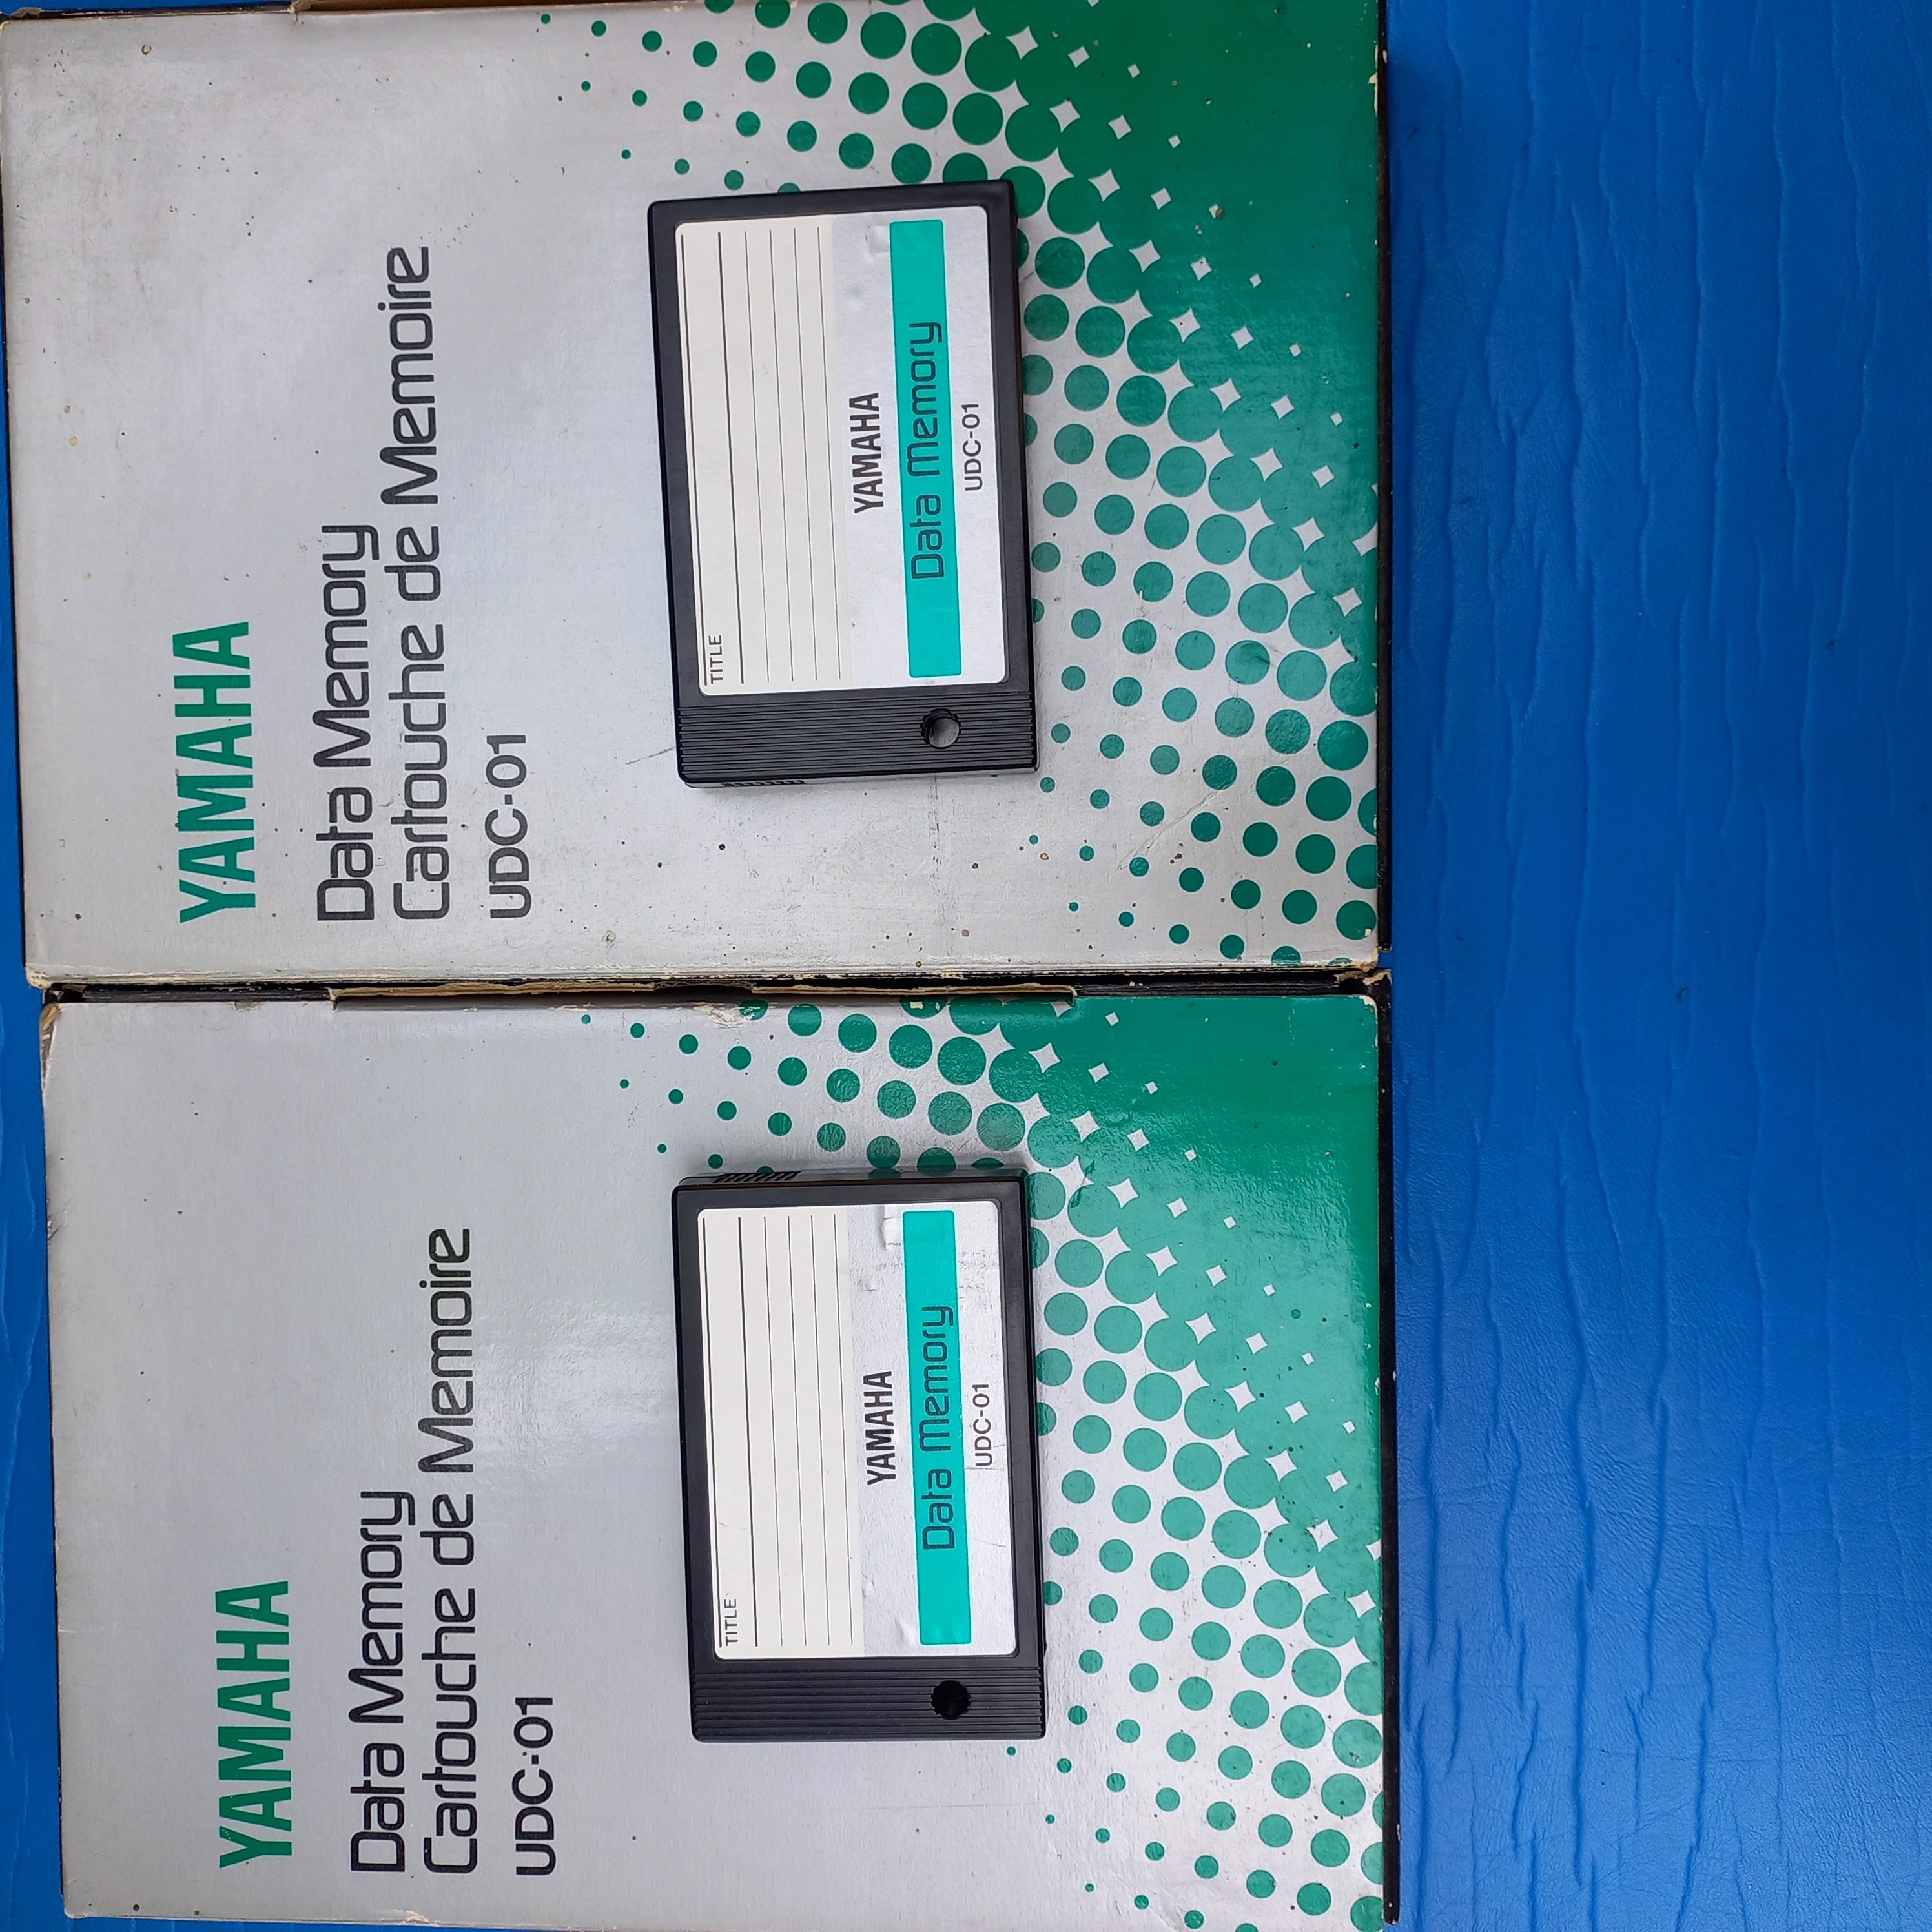 YAMAHA
Data Memory
Cartouche de Memoire
UDC-01
TITLE
YAMAHA
Data Memory
UDC-01
YAMAHA
Data Memory
Cartouche de Memoire
UDC-01
TITLE
YAMAHA
Data Memory
UDC-01